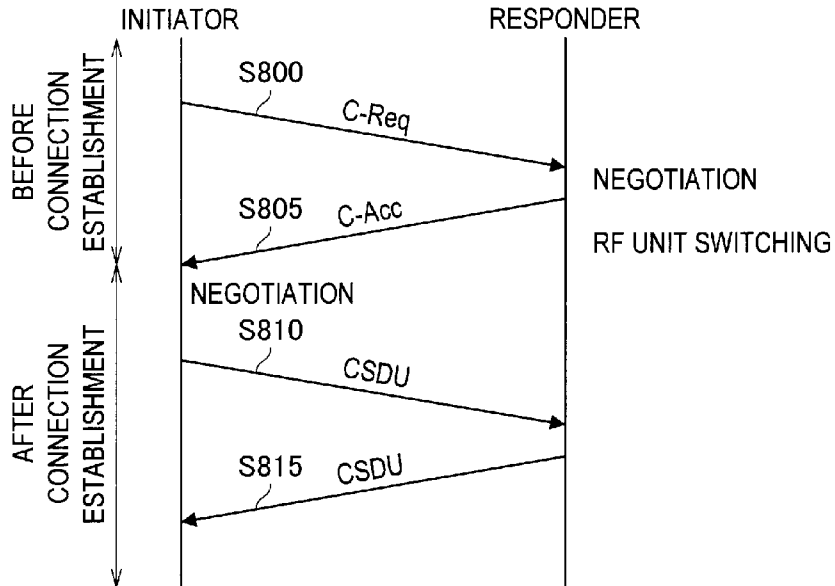 INITIATOR
RESPONDER
BEFORE
CONNECTION
ESTABLISHMENT
S800
C-Req
NEGOTIATION
S805
C-Acc
RF UNIT SWITCHING
NEGOTIATION
AFTER
CONNECTION
ESTABLISHMENT
S810
CSDU
S815
CSDU